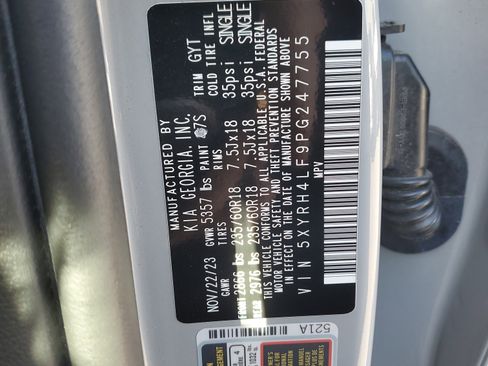 MANUFACTURED BY
KIA GEORGIA, INC.
NOV/22/23 GVWR 5357 lbs PAINT 7S TRIM GYT
GAWR RIMS COLD TIRE INFL
2866 lbs 235/60R18 7.5Jx18 35psi SINGLE
2976 lbs 235/60R18 7.5Jx18 35psi SINGLE
THIS VEHICLE CONFORMS TO ALL APPLICABLE U.S.A. FEDERAL
MOTOR VEHICLE SAFETY AND THEFT PREVENTION STANDARDS
IN EFFECT ON THE DATE OF MANUFACTURE SHOWN ABOVE
VIN 5XYRH4LF9PG247755
MPV
521A
4